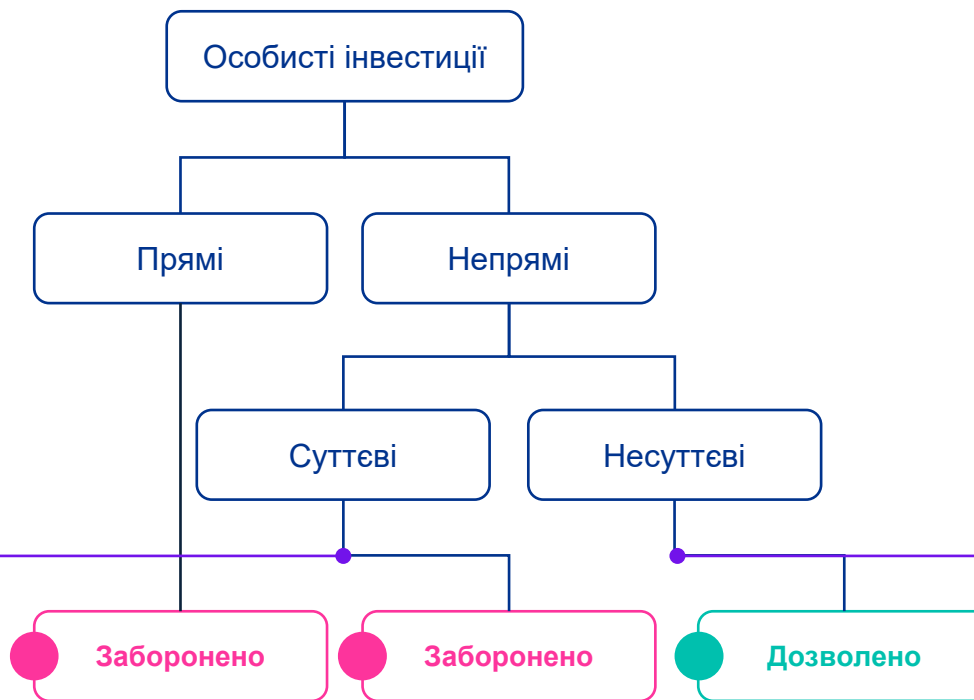 Особисті інвестиції
Прямі
Непрямі
Суттєві
Несуттєві
Заборонено
Заборонено
Дозволено